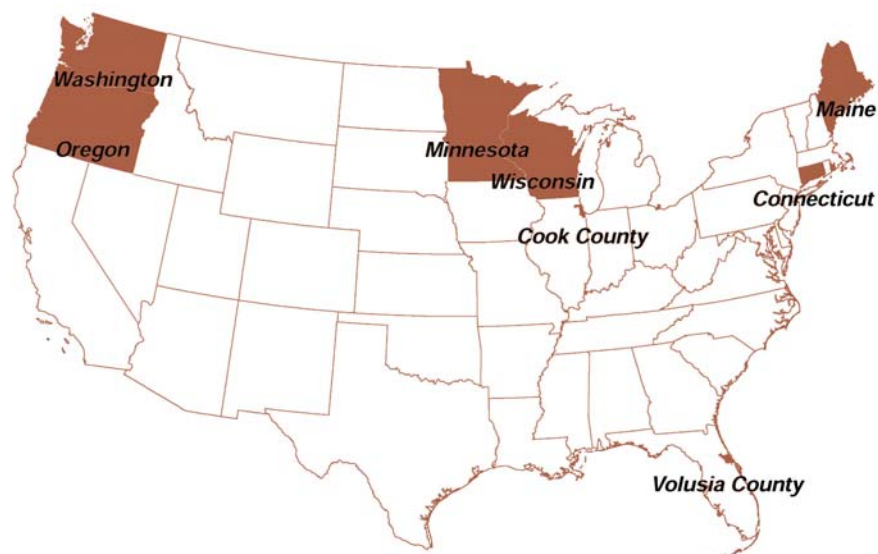 Washington
Maine
Oregon
Minnesota
Wisconsin
Connecticut
Cook County
Volusia County